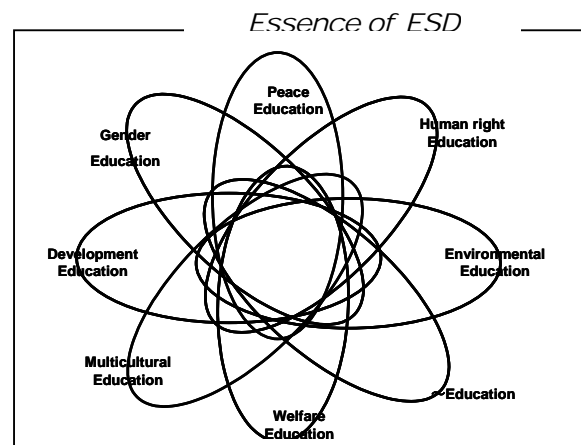 Essence of ESD
Peace
Education
Human right
Education
Gender
Education
Development
Education
Environmental
Education
Multicultural
Education
~Education
Welfare
Education